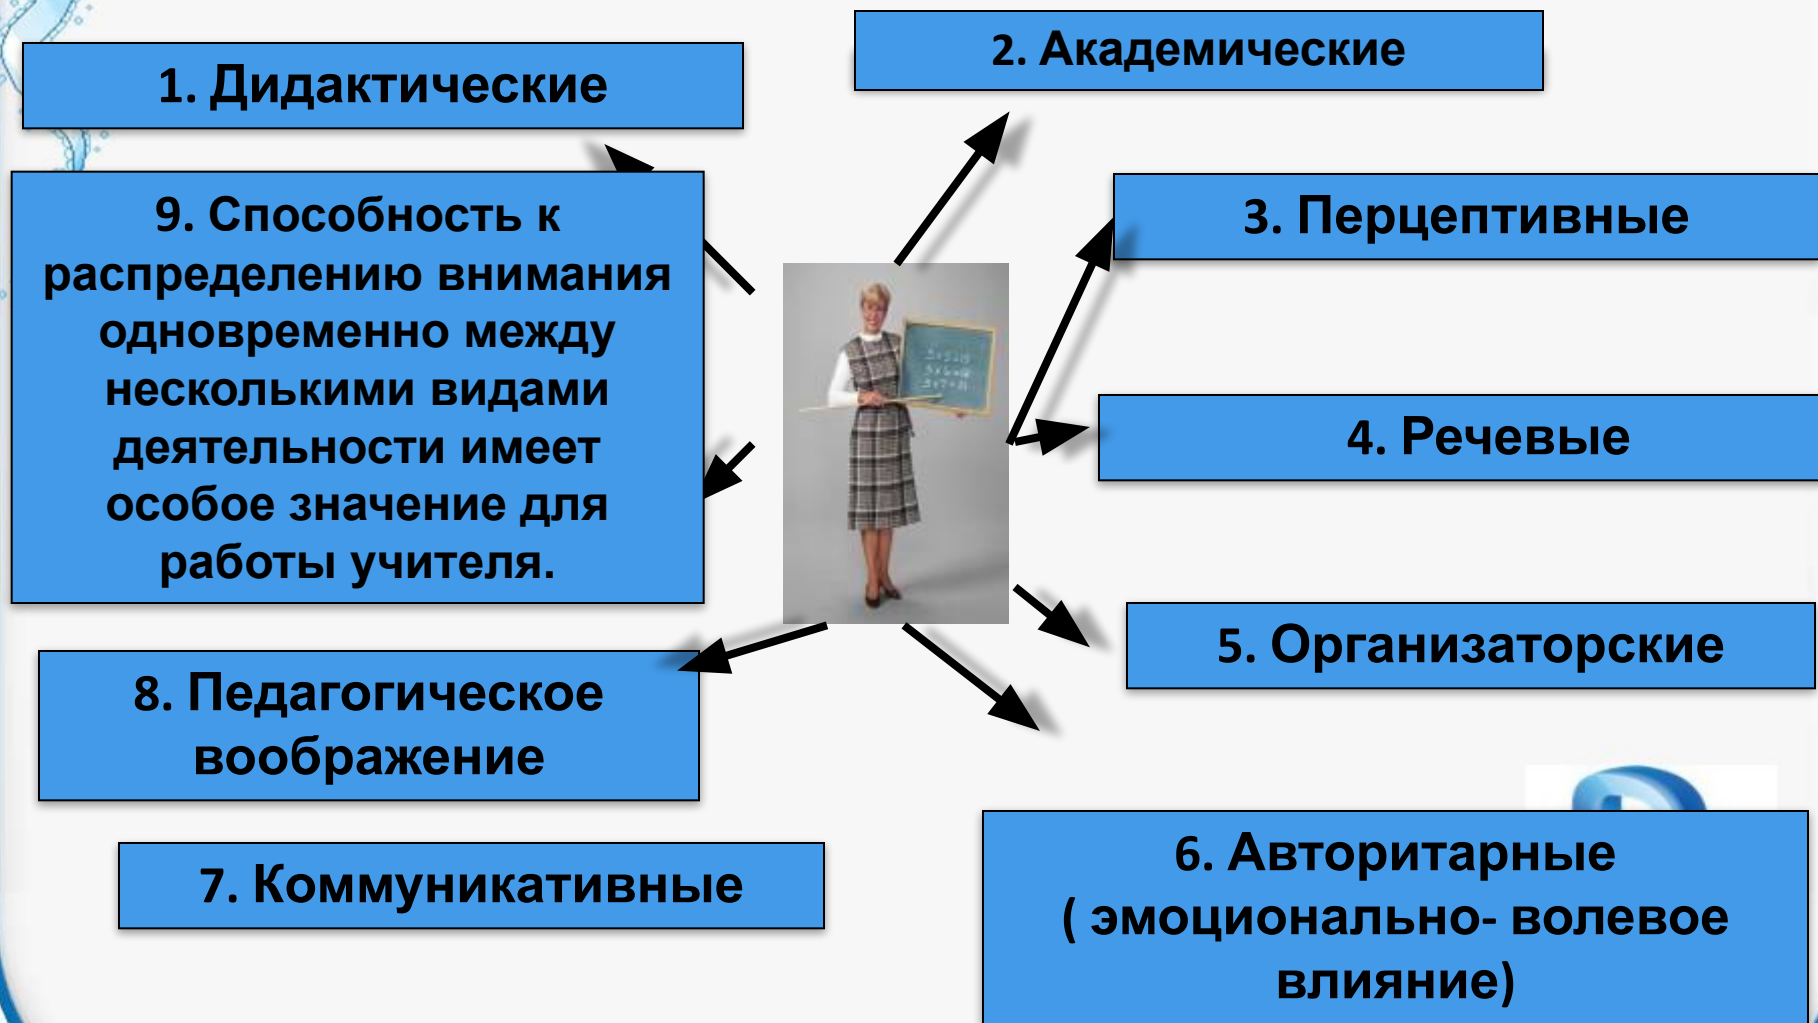 1. Дидактические
2. Академические
3. Перцептивные
4. Речевые
5. Организаторские
6. Авторитарные
( эмоционально- волевое
влияние)
7. Коммуникативные
8. Педагогическое
воображение
9. Способность к
распределению внимания
одновременно между
несколькими видами
деятельности имеет
особое значение для
работы учителя.